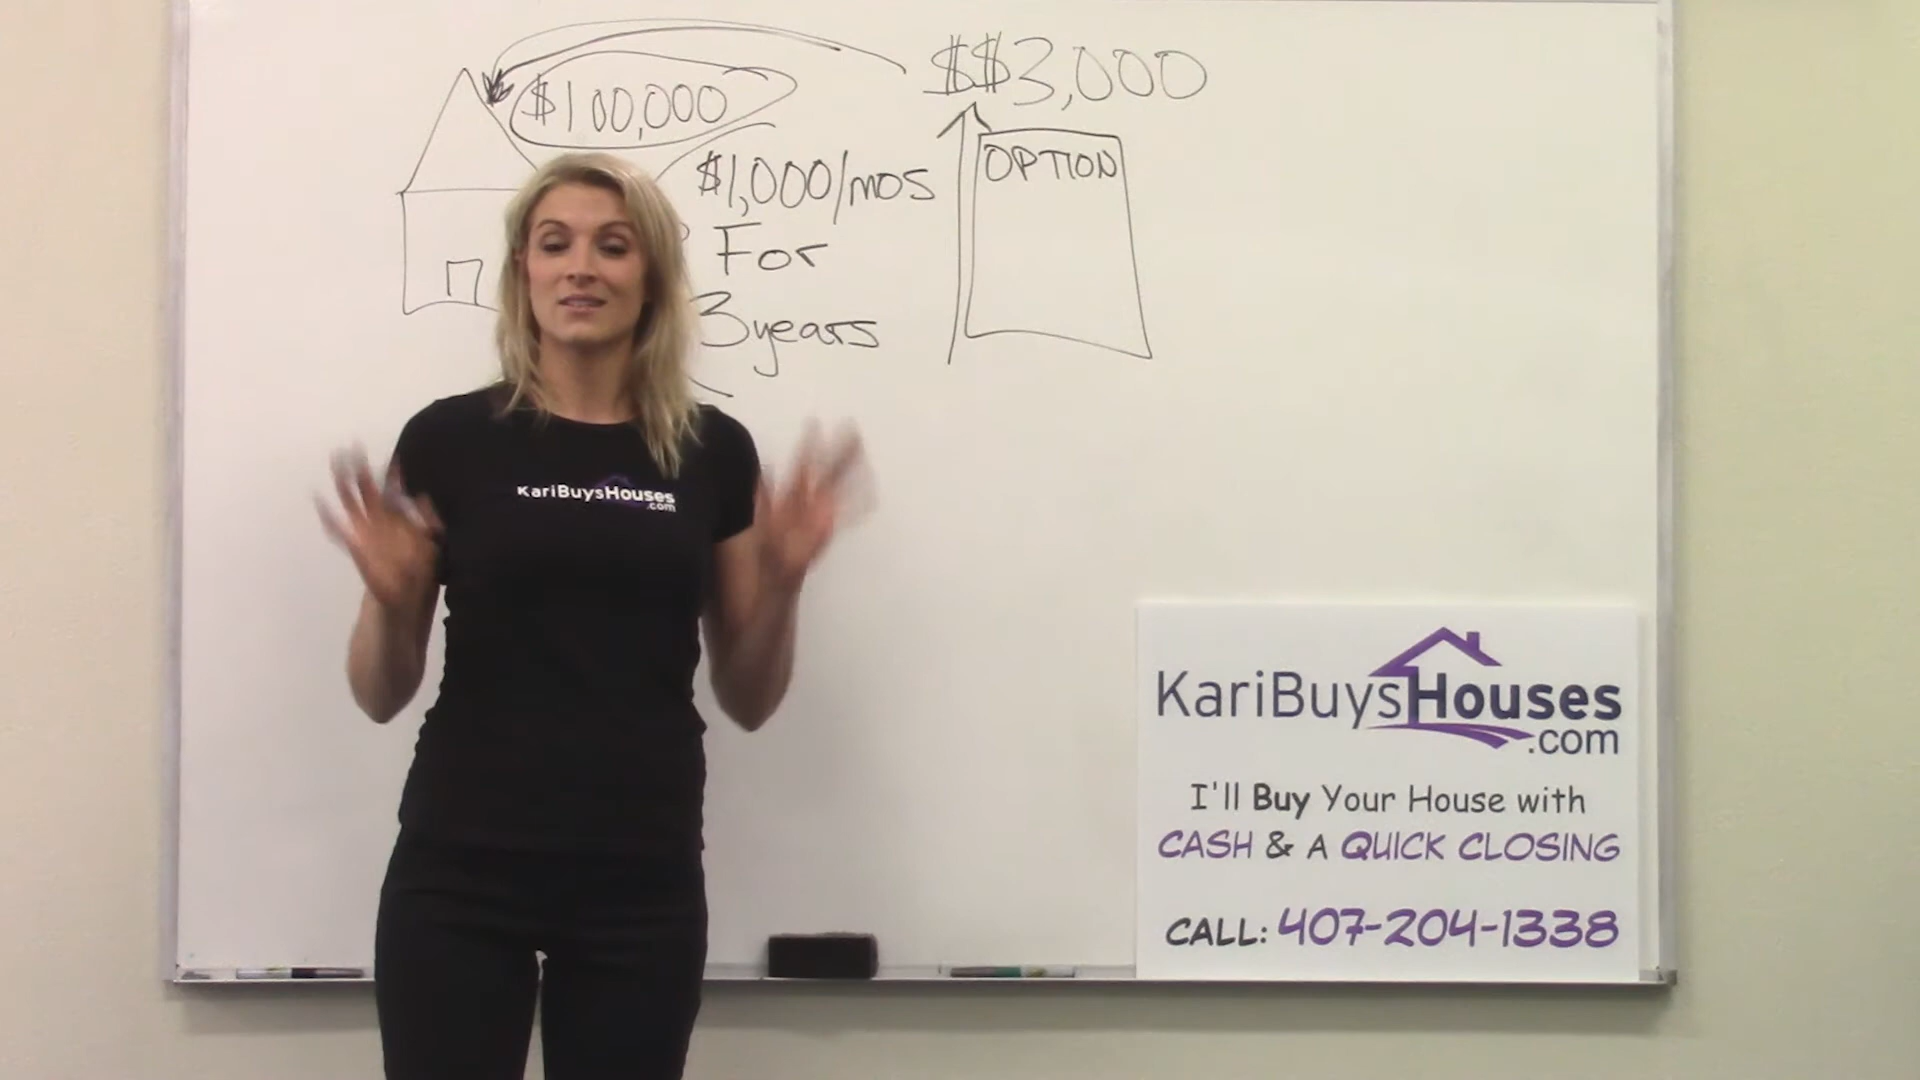 $100,000
$$3,000
$1,000/mos
For
3years
OPTION
KariBuysHouses
.com
KariBuysHouses
.com
I'll Buy Your House with
CASH & A QUICK CLOSING
CALL: 407-204-1338